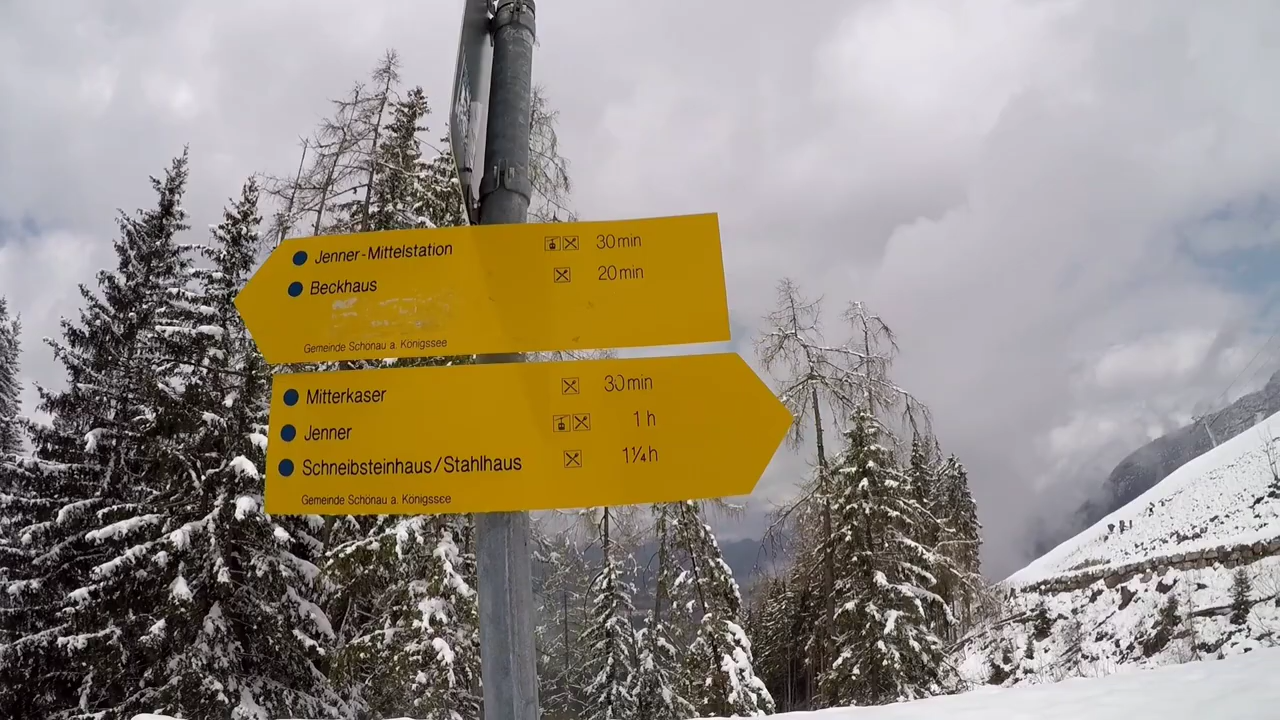 Jenner-Mittelstation 30 min
Beckhaus 20 min
Gemeinde Schönau a. Königssee
Mitterkaser 30 min
Jenner 1 h
Schneibsteinhaus/Stahlhaus 1¼ h
Gemeinde Schönau a. Königssee